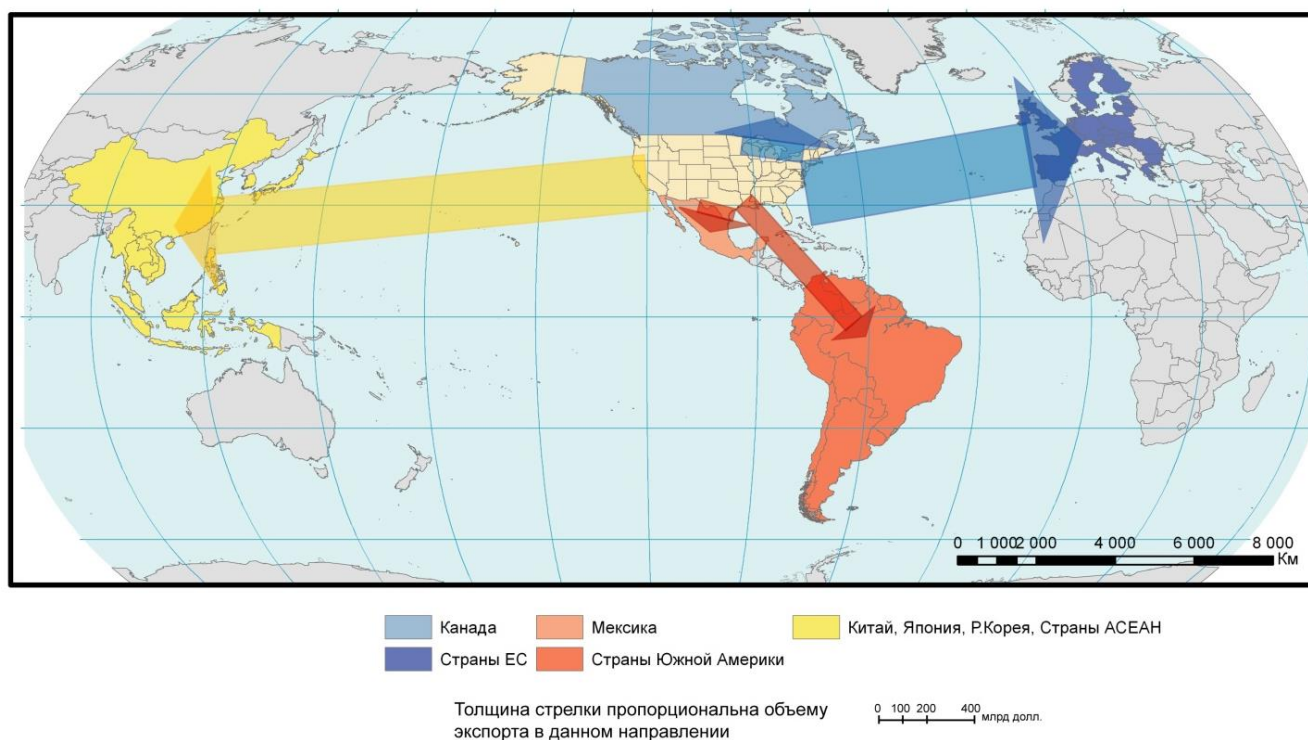 0 1 000 2 000 4 000 6 000 8 000
Км
Канада
Мексика
Китай, Япония, Р.Корея, Страны АСЕАН
Страны ЕС
Страны Южной Америки
Толщина стрелки пропорциональна объему
экспорта в данном направлении
0 100 200 400
млрд долл.